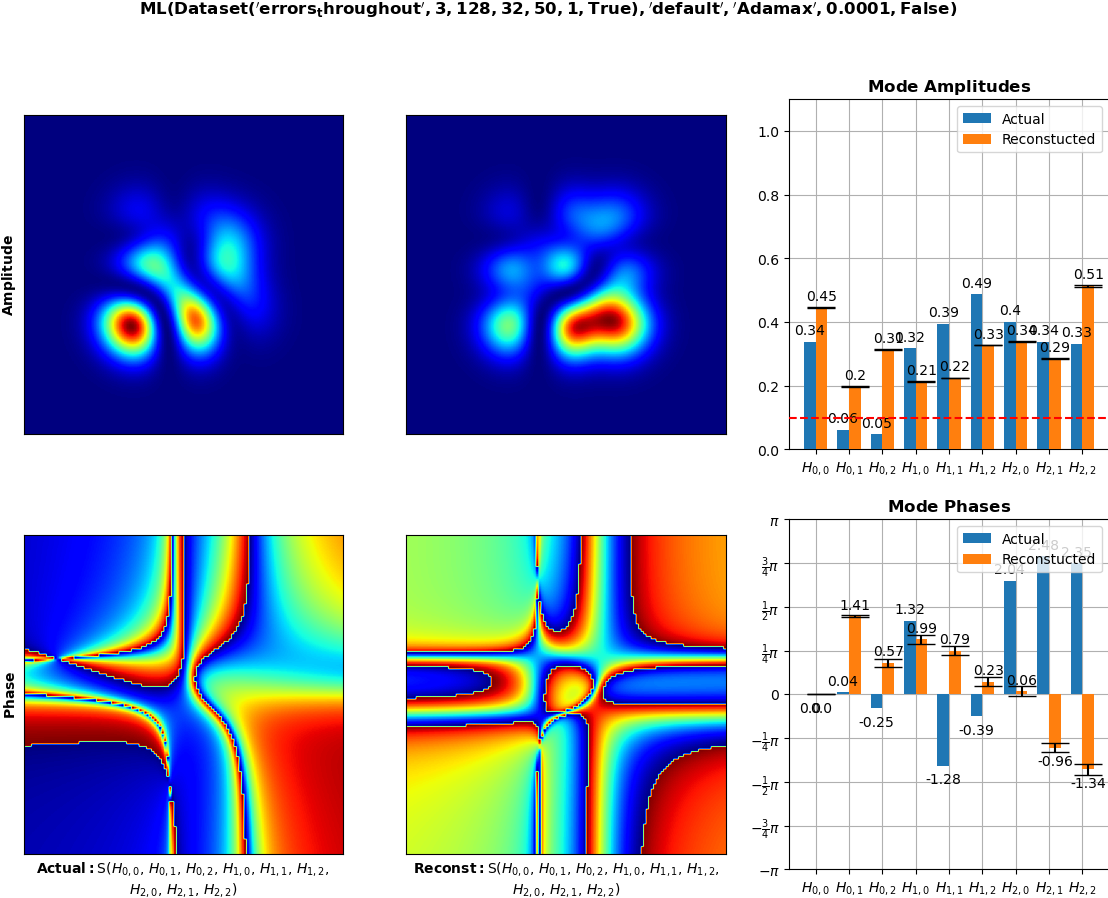 ML(Dataset('errors_throughout', 3, 128, 32, 50, 1, True), 'default', 'Adamax', 0.0001, False)
Amplitude
Mode Amplitudes
Actual
Reconstucted
1.0
0.8
0.6
0.4
0.2
0.0
0.34 0.45 0.06 0.2 0.05 0.31 0.32 0.21 0.39 0.22 0.49 0.33 0.4 0.34 0.34 0.29 0.33 0.51
H0,0 H0,1 H0,2 H1,0 H1,1 H1,2 H2,0 H2,1 H2,2
Phase
Actual: S(H0,0, H0,1, H0,2, H1,0, H1,1, H1,2,
H2,0, H2,1, H2,2)
Reconst: S(H0,0, H0,1, H0,2, H1,0, H1,1, H1,2,
H2,0, H2,1, H2,2)
Mode Phases
Actual
Reconstucted
π
3/4π
1/2π
1/4π
0
−1/4π
−1/2π
−3/4π
−π
0.0 0.0 0.04 1.41 -0.25 0.57 1.32 0.99 -1.28 0.79 -0.39 0.23 2.04 0.06 2.48 -0.96 2.35 -1.34
H0,0 H0,1 H0,2 H1,0 H1,1 H1,2 H2,0 H2,1 H2,2